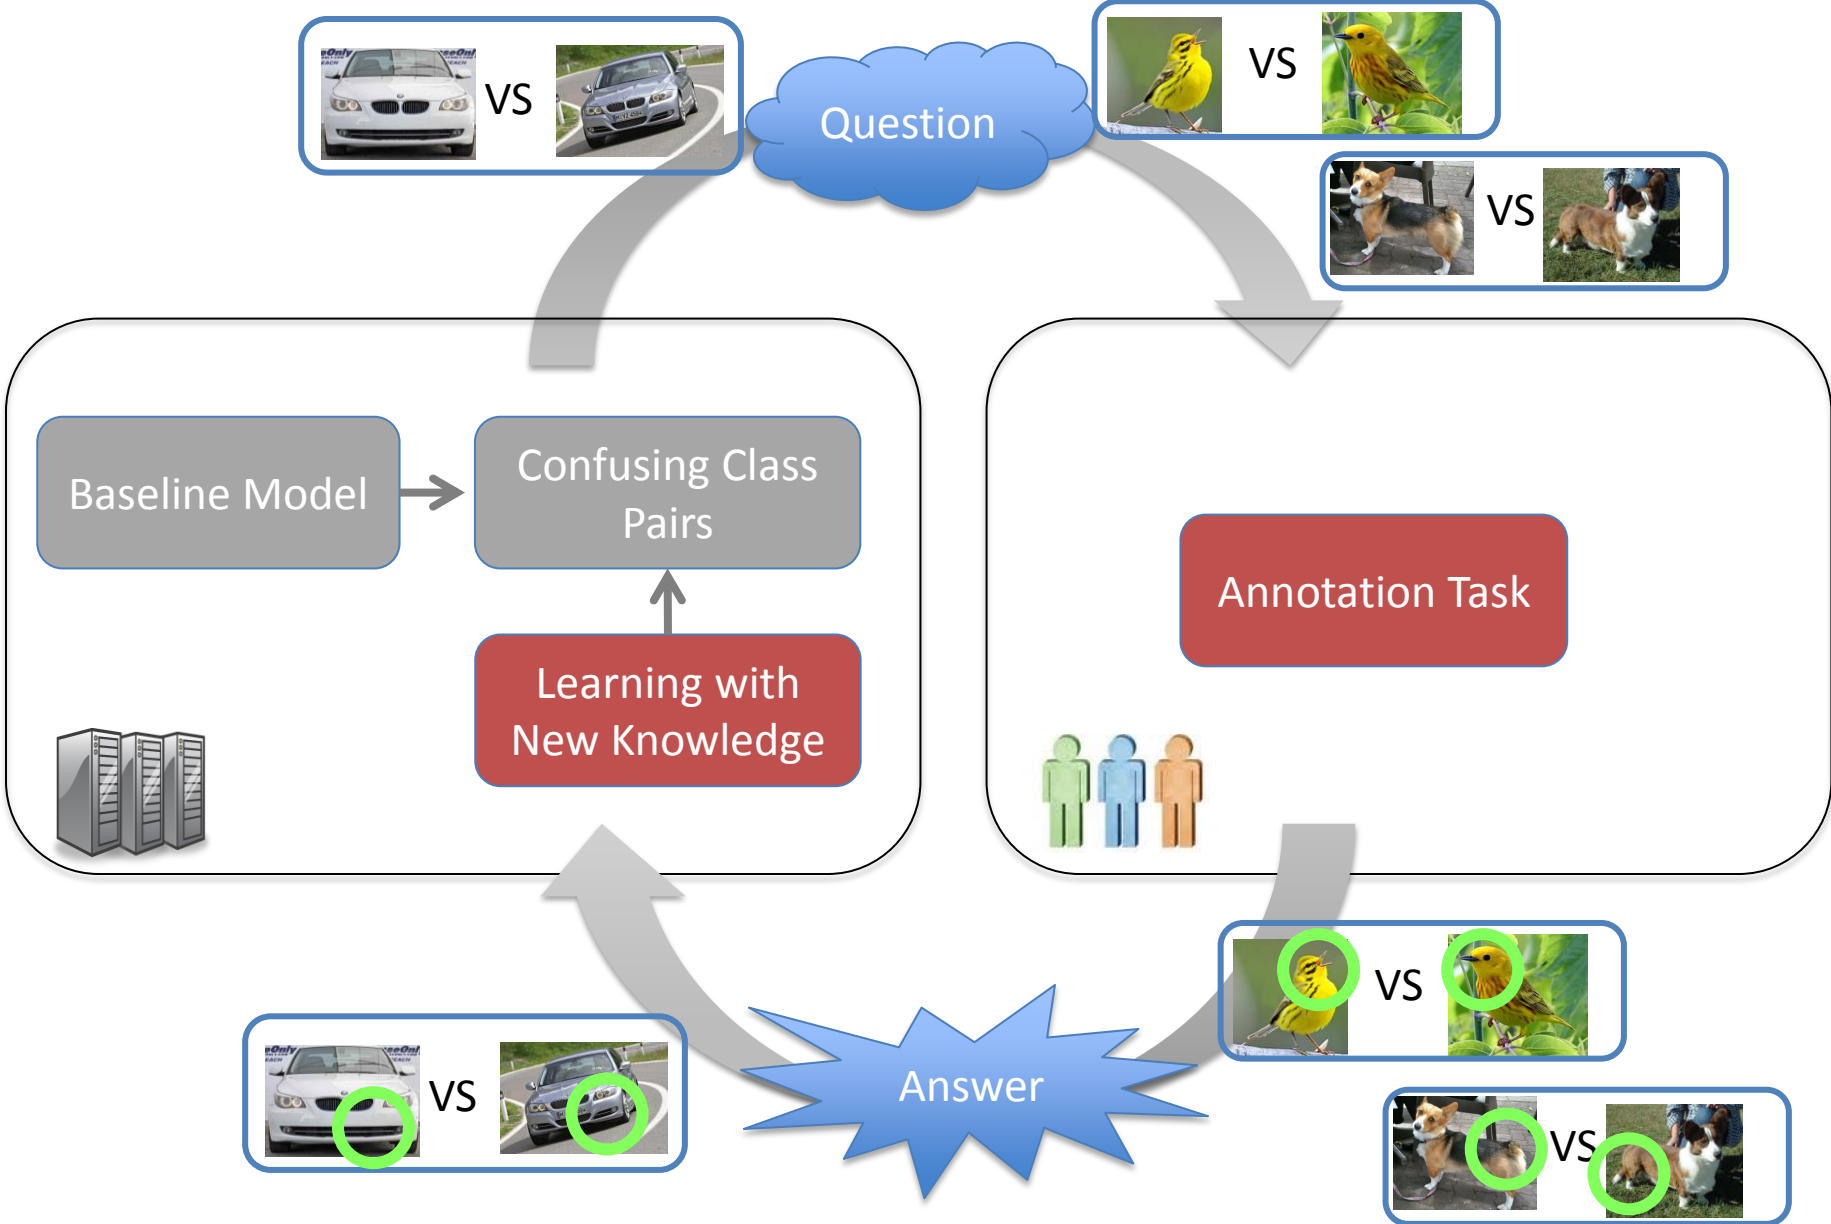 VS
Question
VS
VS
Baseline Model
Confusing Class
Pairs
Learning with
New Knowledge
Annotation Task
VS
VS
Answer
VS